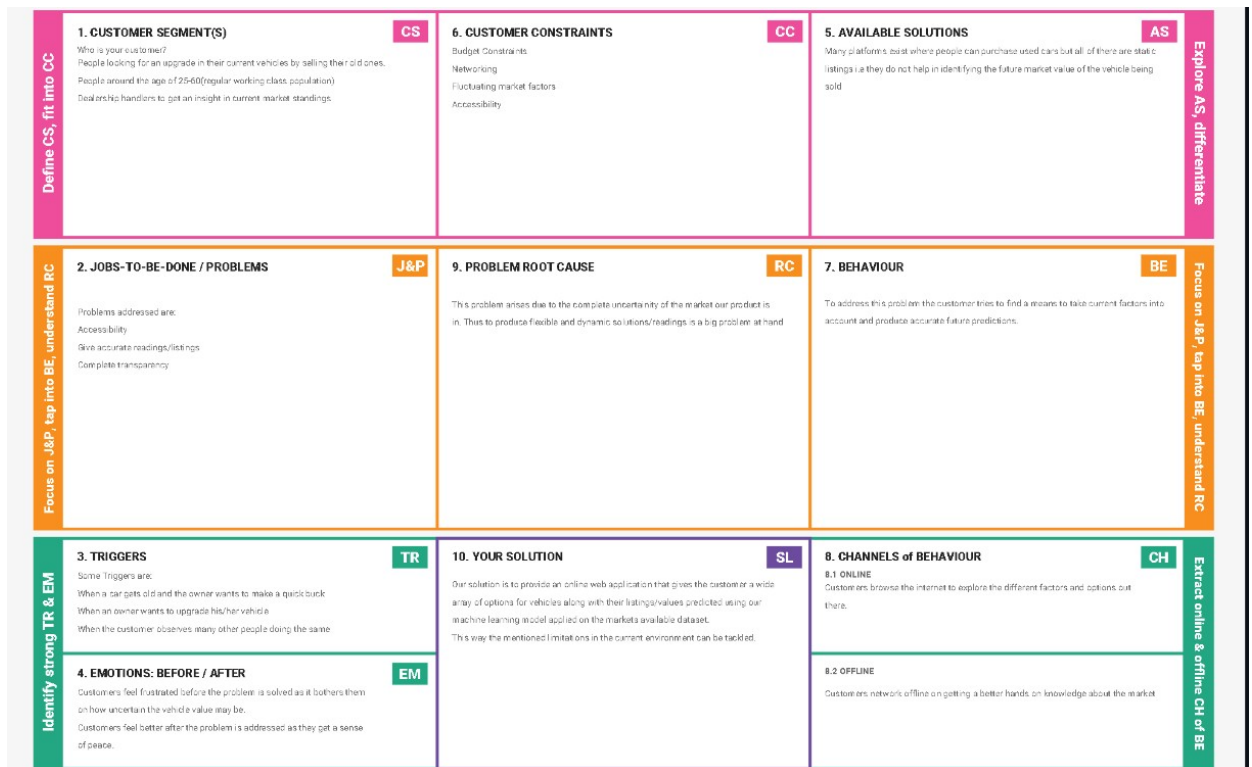 Define CS, fit into CC
1. CUSTOMER SEGMENT(S)
CS
Who is your customer?
People looking for an upgrade in their current vehicles by selling their old ones.
People around the age of 25-60(regular working class population)
Dealership handlers to get an insight in current market standings
6. CUSTOMER CONSTRAINTS
CC
Budget Constraints
Networking
Fluctuating market factors
Accessibility
5. AVAILABLE SOLUTIONS
AS
Many platforms exist where people can purchase used cars but all of there are static
listings i.e they do not help in identifying the future market value of the vehicle being
sold
Explore AS, differentiate
Focus on J&P, tap into BE, understand RC
2. JOBS-TO-BE-DONE / PROBLEMS
J&P
Problems addressed are:
Accessibility
Give accurate readings/listings
Complete transparency
9. PROBLEM ROOT CAUSE
RC
This problem arises due to the complete uncertainity of the market our product is
in. Thus to produce flexible and dynamic solutions/readings is a big problem at hand
7. BEHAVIOUR
BE
To address this problem the customer tries to find a means to take current factors into
account and produce accurate future predictions.
Focus on J&P, tap into BE, understand RC
Identify strong TR & EM
3. TRIGGERS
TR
Some Triggers are:
When a car gets old and the owner wants to make a quick buck
When an owner wants to upgrade his/her vehicle
When the customer observes many other people doing the same
4. EMOTIONS: BEFORE / AFTER
EM
Customers feel frustrated before the problem is solved as it bothers them
on how uncertain the vehicle value may be.
Customers feel better after the problem is addressed as they get a sense
of peace.
10. YOUR SOLUTION
SL
Our solution is to provide an online web application that gives the customer a wide
array of options for vehicles along with their listings/values predicted using our
machine learning model applied on the markets available dataset.
This way the mentioned limitations in the current environment can be tackled.
8. CHANNELS of BEHAVIOUR
CH
8.1 ONLINE
Customers browse the internet to explore the different factors and options out
there.
8.2 OFFLINE
Customers network offline on getting a better hands on knowledge about the market
Extract online & offline CH of BE